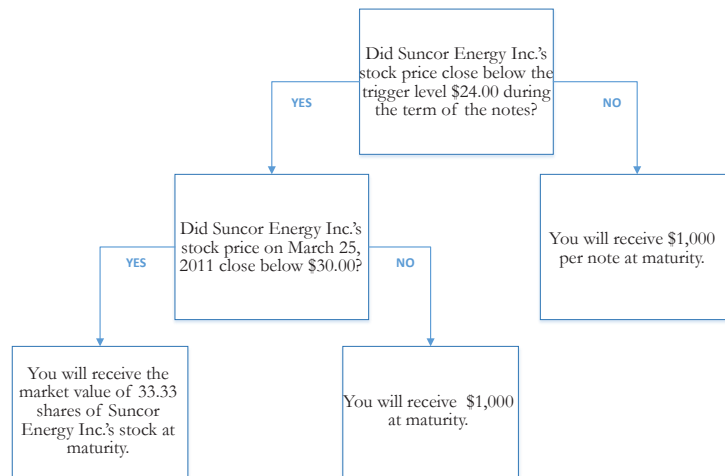 Did Suncor Energy Inc.'s
stock price close below the
trigger level $24.00 during
the term of the notes?
YES
NO
Did Suncor Energy Inc.'s
stock price on March 25,
2011 close below $30.00?
You will receive $1,000
per note at maturity.
YES
NO
You will receive the
market value of 33.33
shares of Suncor
Energy Inc.'s stock at
maturity.
You will receive $1,000
at maturity.